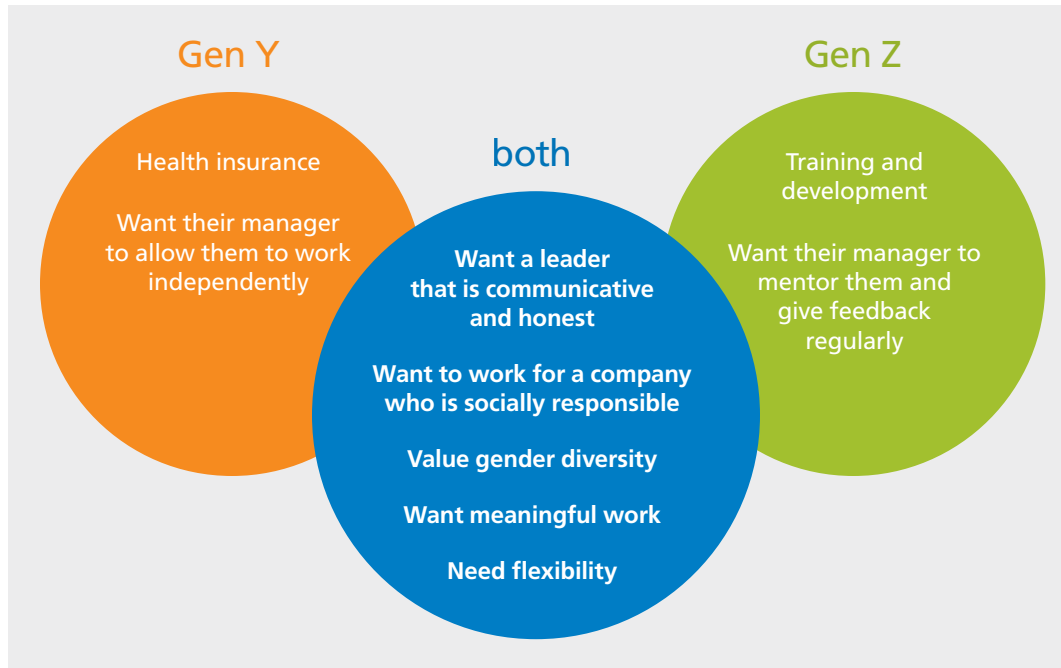 Gen Y
Health insurance
Want their manager
to allow them to work
independently
both
Want a leader
that is communicative
and honest
Want to work for a company
who is socially responsible
Value gender diversity
Want meaningful work
Need flexibility
Gen Z
Training and
development
Want their manager to
mentor them and
give feedback
regularly